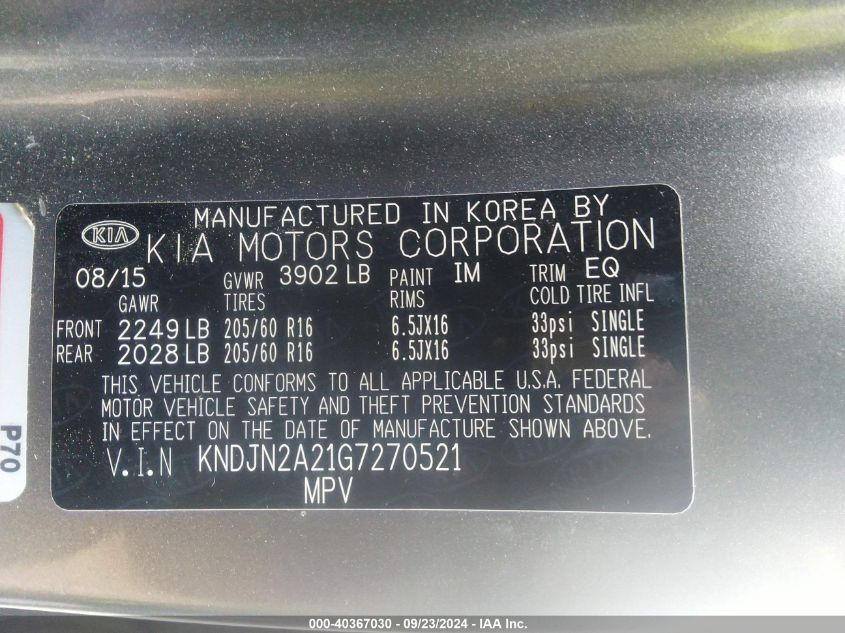 MANUFACTURED IN KOREA BY
KIA KIA MOTORS CORPORATION
08/15 GVWR 3902 LB PAINT IM TRIM EQ
GAWR TIRES RIMS COLD TIRE INFL
FRONT 2249 LB 205/60 R16 6.5JX16 33psi SINGLE
REAR 2028 LB 205/60 R16 6.5JX16 33psi SINGLE
THIS VEHICLE CONFORMS TO ALL APPLICABLE U.S.A. FEDERAL
MOTOR VEHICLE SAFETY AND THEFT PREVENTION STANDARDS
IN EFFECT ON THE DATE OF MANUFACTURE SHOWN ABOVE.
V.I.N KNDJN2A21G7270521
MPV
P70
000-40367030 - 09/23/2024 - IAA Inc.